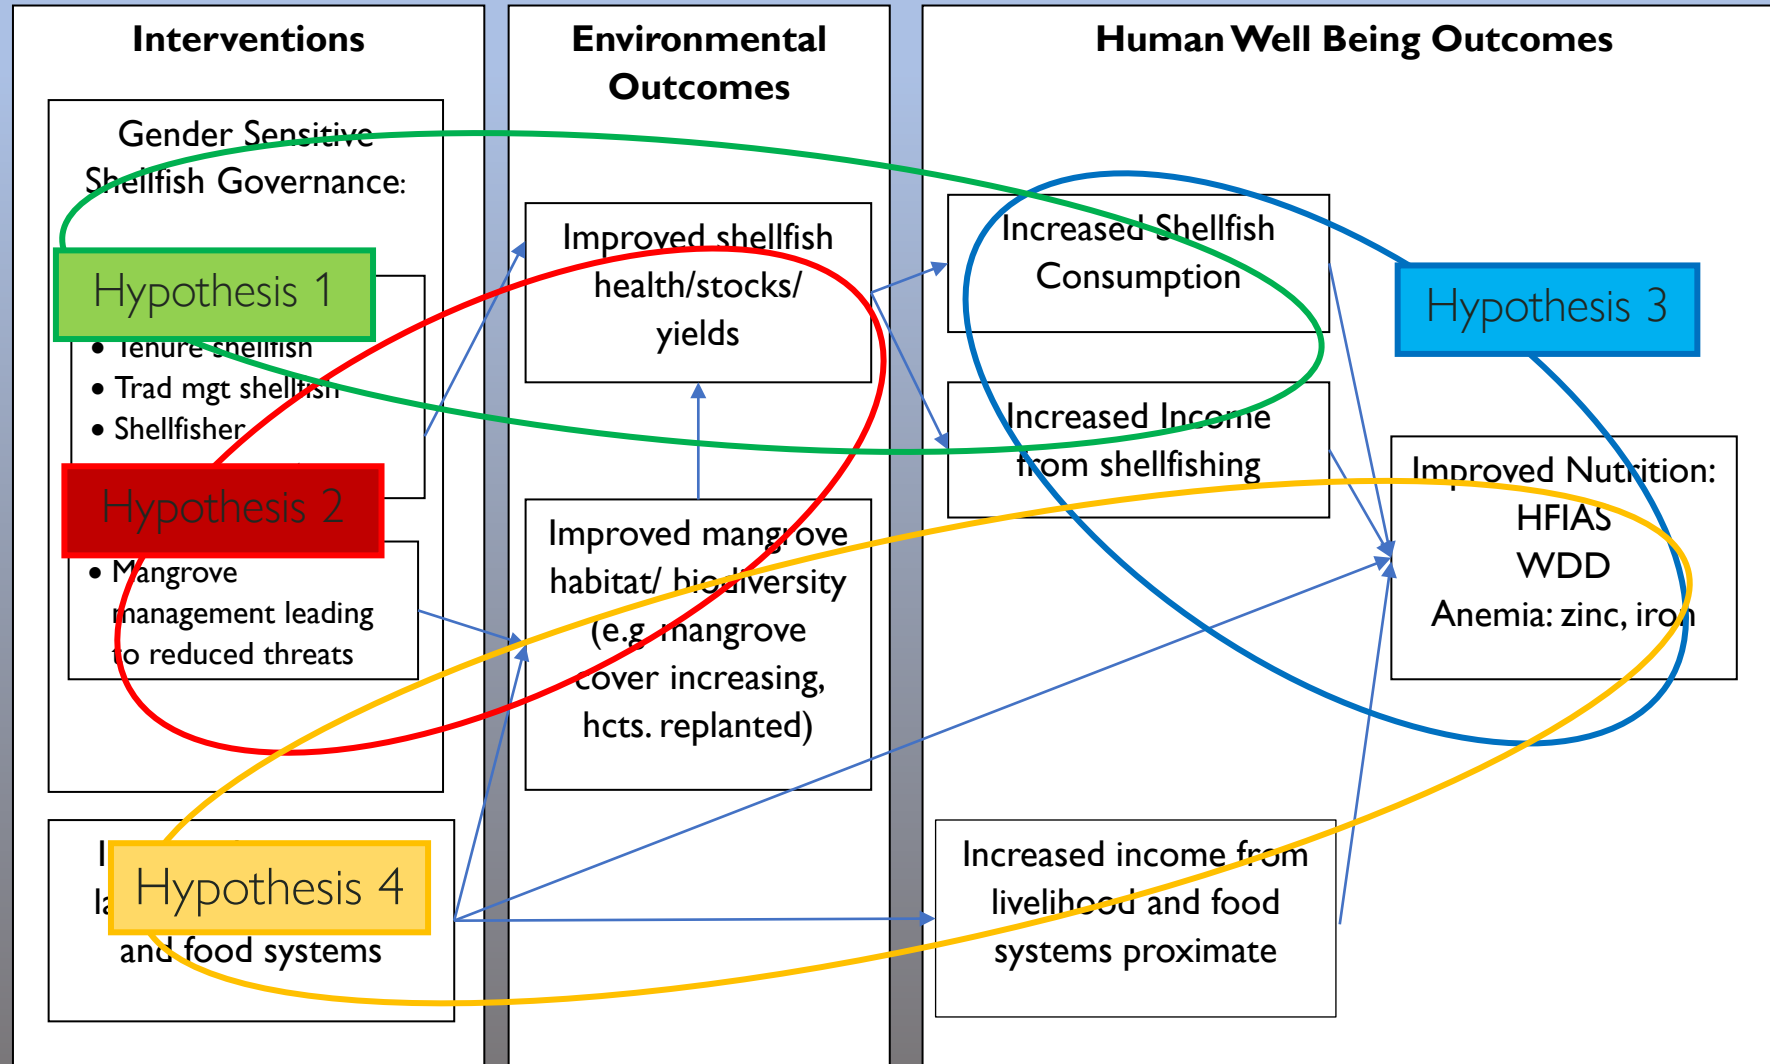 Interventions
Gender Sensitive
Shellfish Governance:
Hypothesis 1
• Tenure shellfish
• Trad mgt shellfish
• Shellfisher
Hypothesis 2
• Mangrove
management leading
to reduced threats
Hypothesis 4
and food systems
Environmental
Outcomes
Improved shellfish
health/stocks/
yields
Improved mangrove
habitat/ biodiversity
(e.g. mangrove
cover increasing,
hcts. replanted)
Human Well Being Outcomes
Increased Shellfish
Consumption
Increased Income
from shellfishing
Hypothesis 3
Improved Nutrition:
HFIAS
WDD
Anemia: zinc, iron
Increased income from
livelihood and food
systems proximate